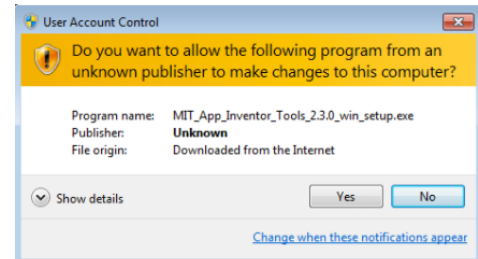 User Account Control
Do you want to allow the following program from an
unknown publisher to make changes to this computer?
Program name: MIT_App_Inventor_Tools_2.3.0_win_setup.exe
Publisher: Unknown
File origin: Downloaded from the Internet
Show details Yes No
Change when these notifications appear